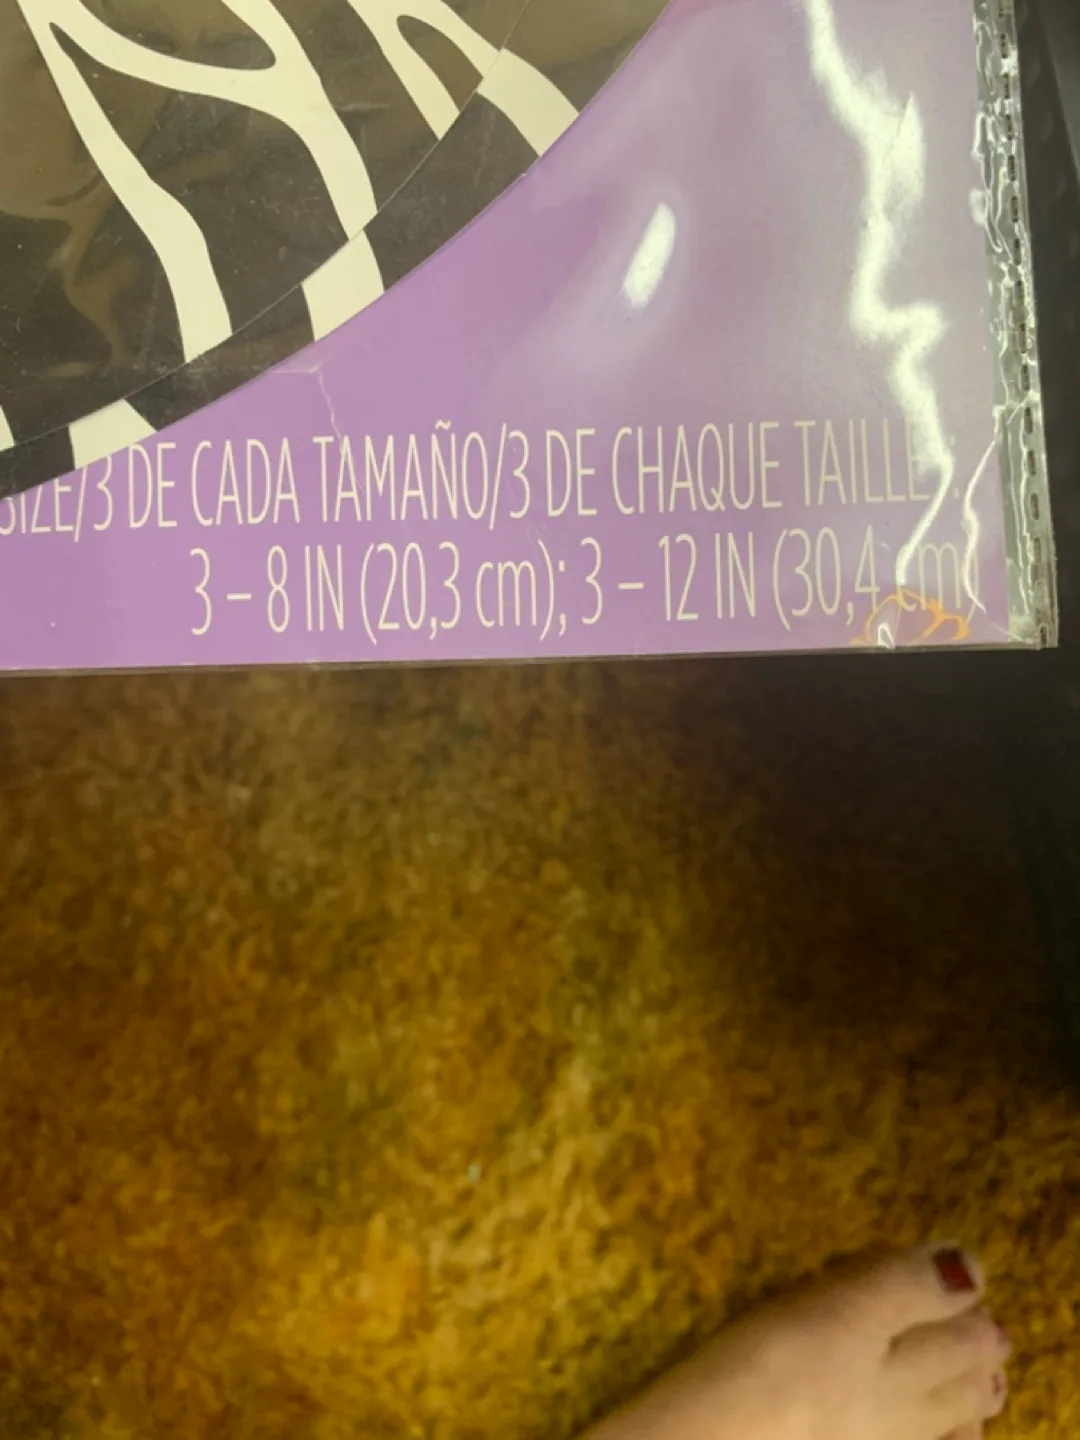 SIZE/3 DE CADA TAMAÑO/3 DE CHAQUE TAILLE :
3 – 8 IN (20,3 cm); 3 – 12 IN (30,4 cm)